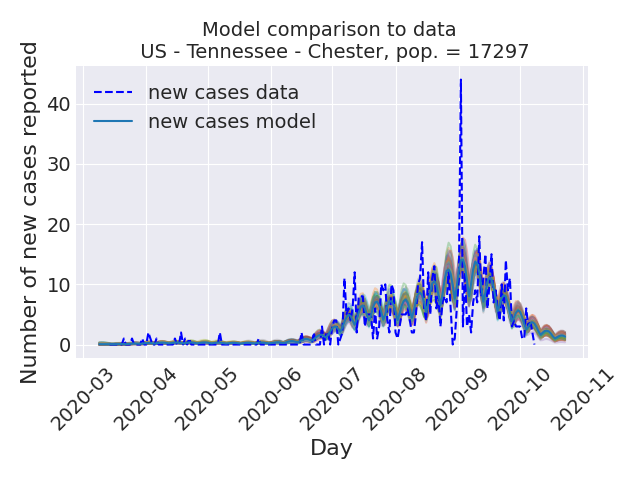 Model comparison to data
US - Tennessee - Chester, pop. = 17297
Number of new cases reported
new cases data
new cases model
40
30
20
10
0
2020-03
2020-04
2020-05
2020-06
2020-07
2020-08
2020-09
2020-10
2020-11
Day